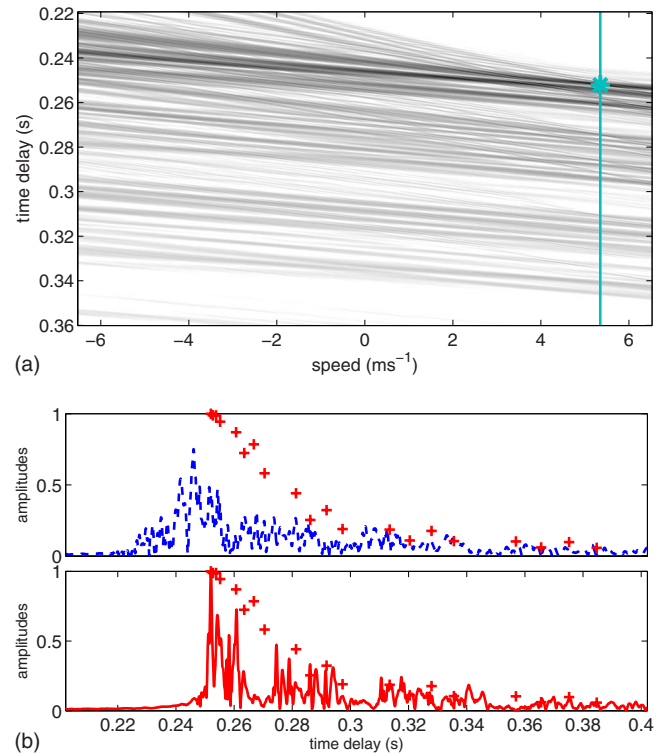 0.22
0.24
0.26
0.28
0.3
0.32
0.34
0.36
time delay (s)
−6 −4 −2 0 2 4 6
speed (ms⁻¹)
(a)
1
0.5
0
amplitudes
1
0.5
0
amplitudes
0.22 0.24 0.26 0.28 0.3 0.32 0.34 0.36 0.38 0.4
time delay (s)
(b)